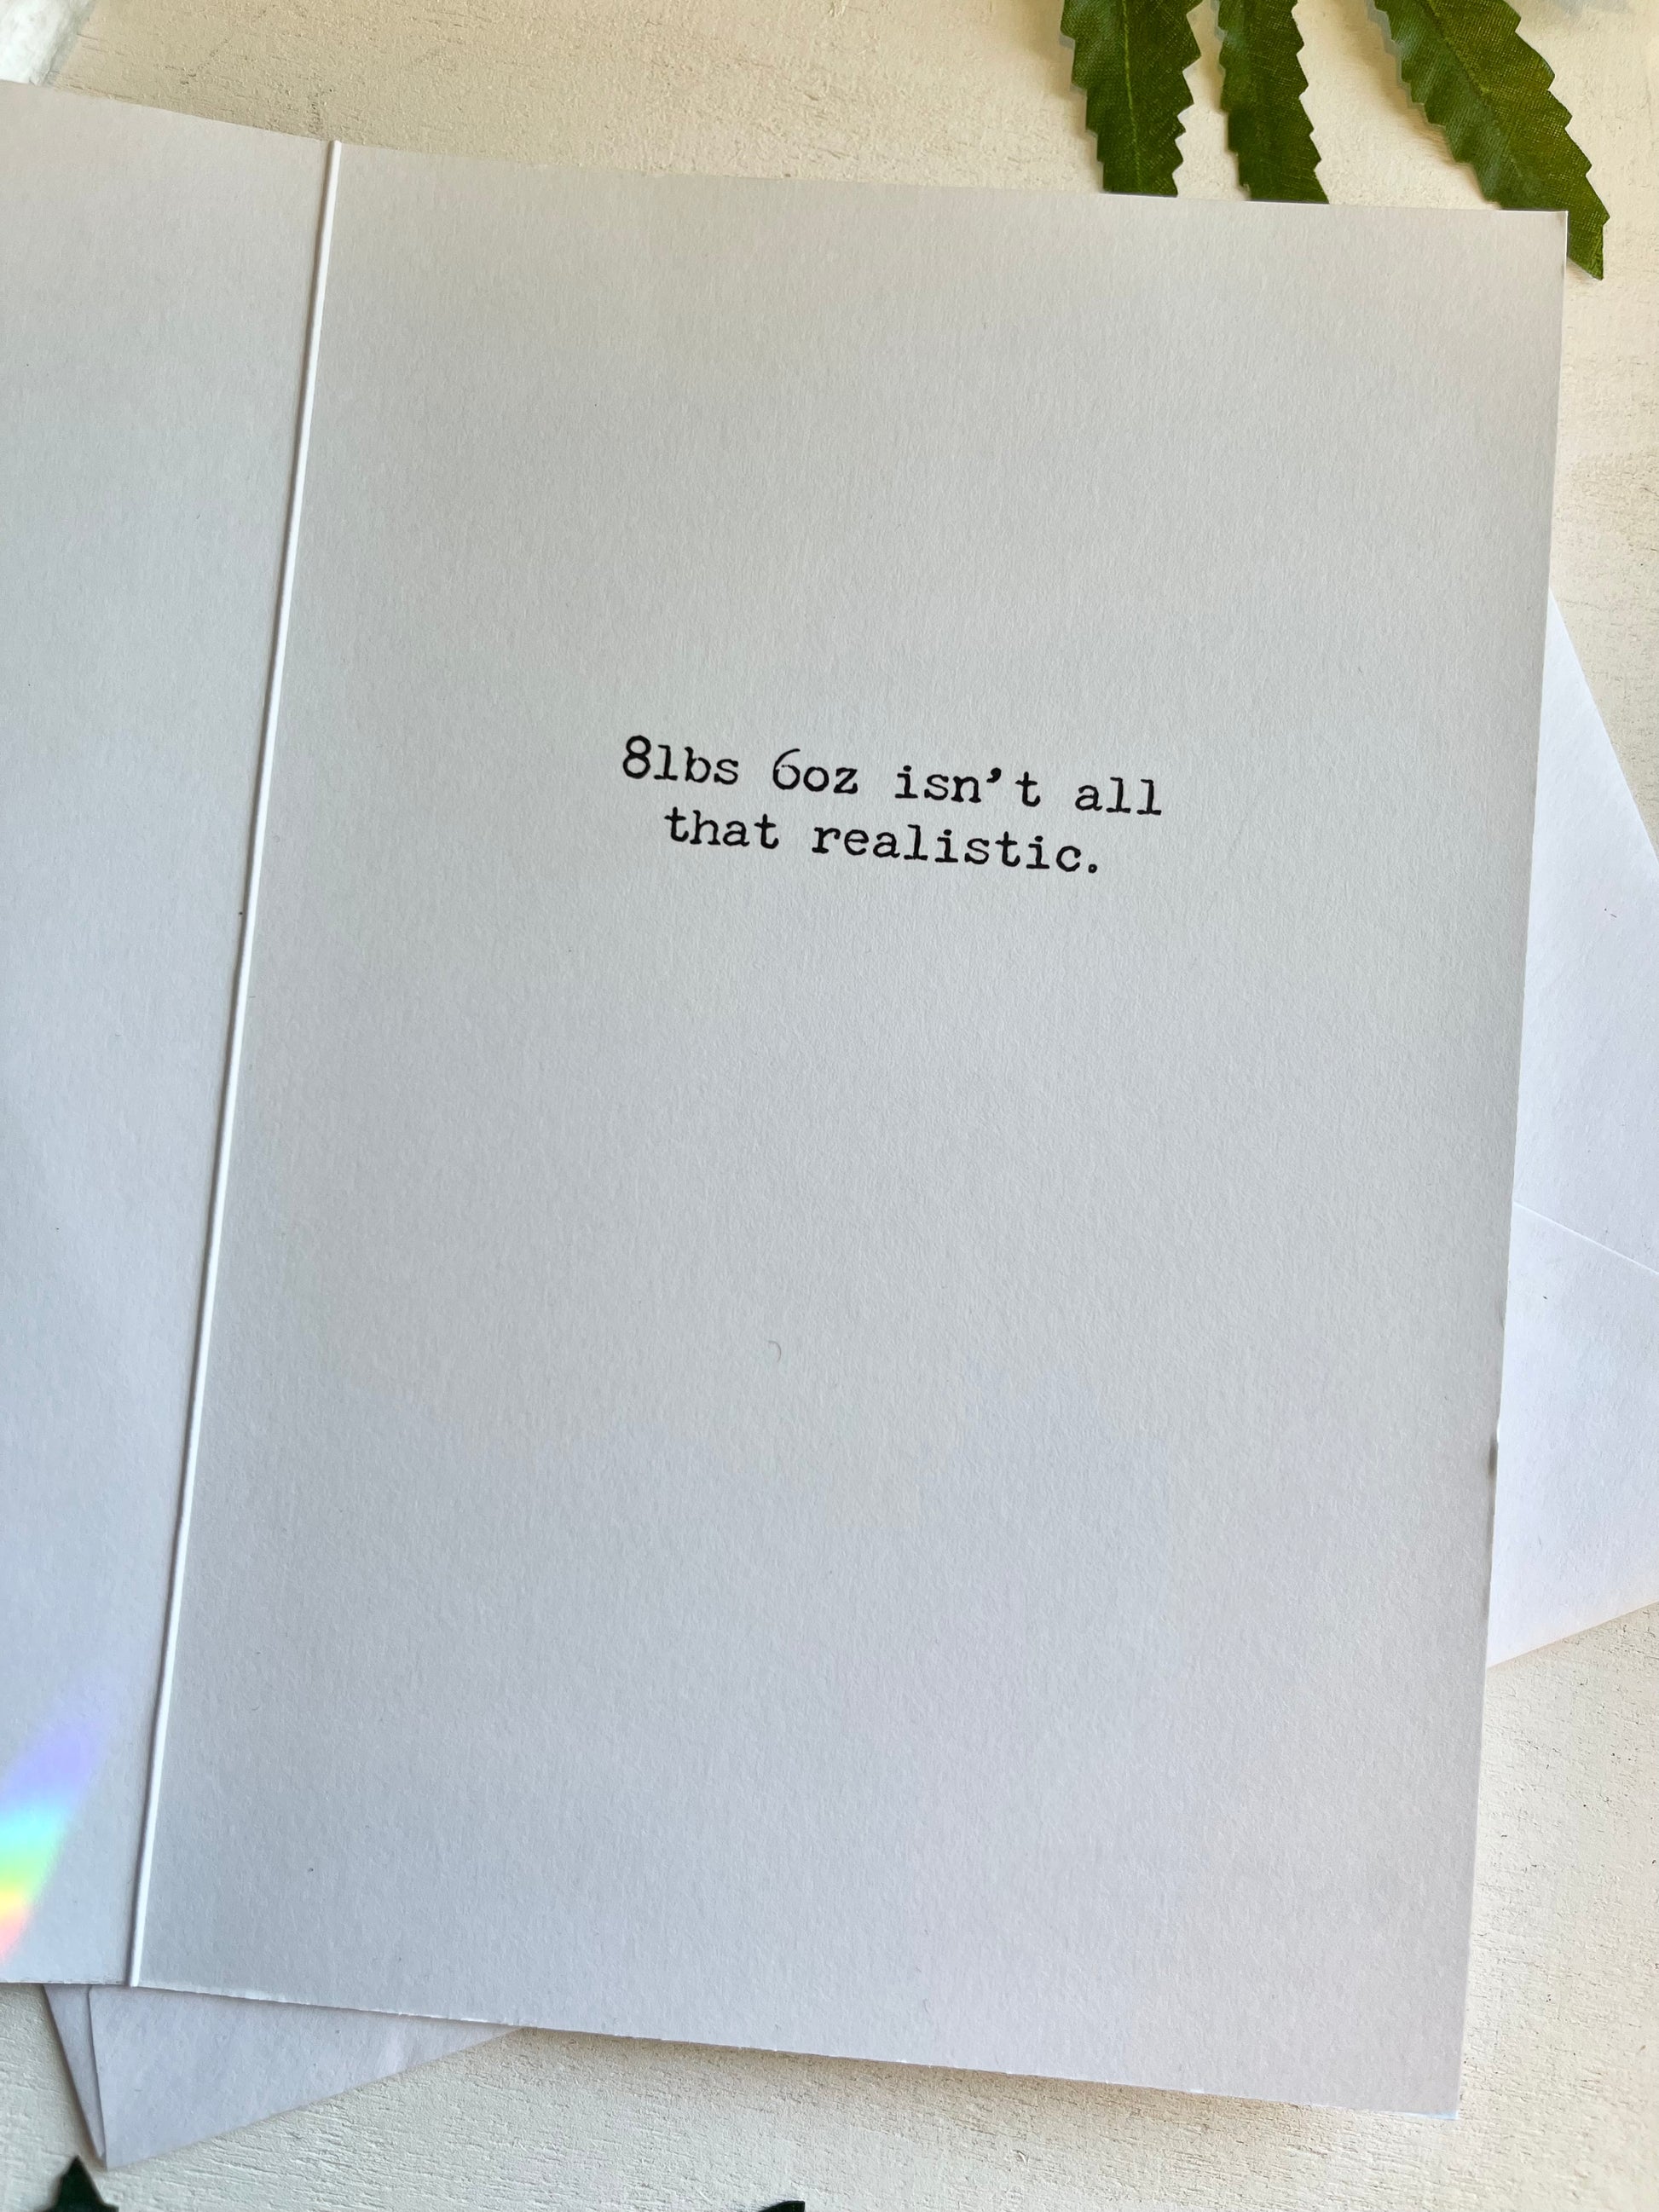 8lbs 6oz isn’t all
that realistic.